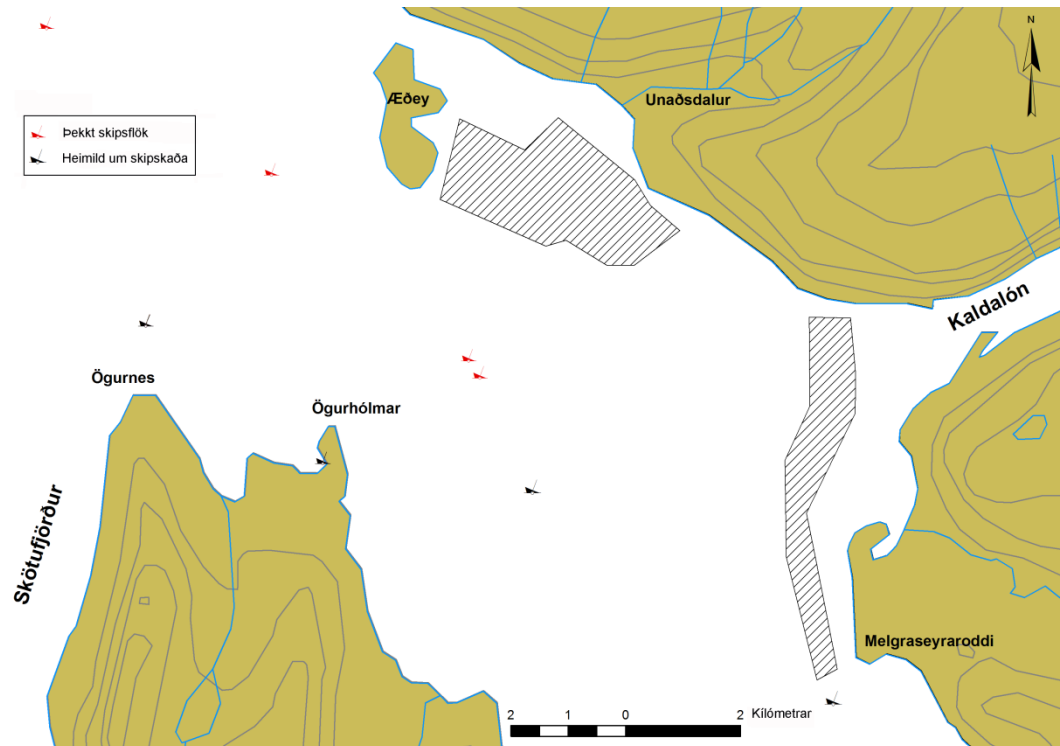 N
Æðey
Unaðsdalur
Þekkt skipsflök
Heimild um skipskaða
Kaldalón
Ögurnes
Ögurhólmar
Skötufjörður
Melgraseyraroddi
2 1 0 2 Kílómetrar